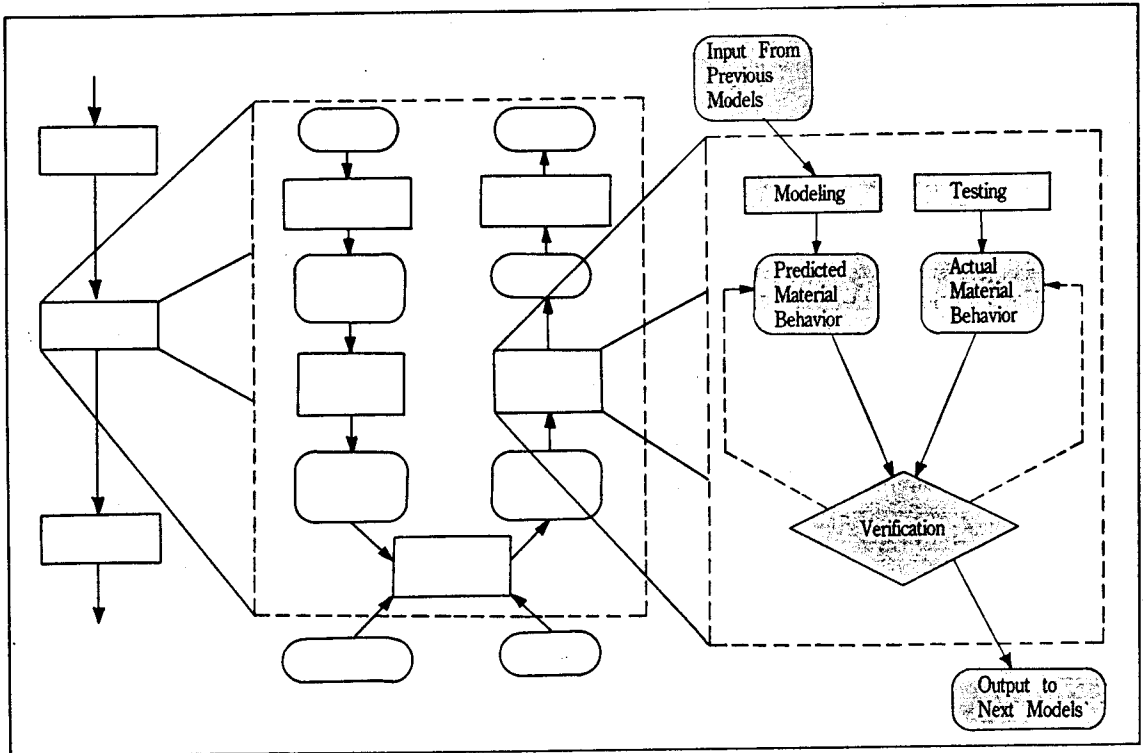 Input From
Previous
Models
Modeling
Testing
Predicted
Material
Behavior
Actual
Material
Behavior
Verification
Output to
Next Models